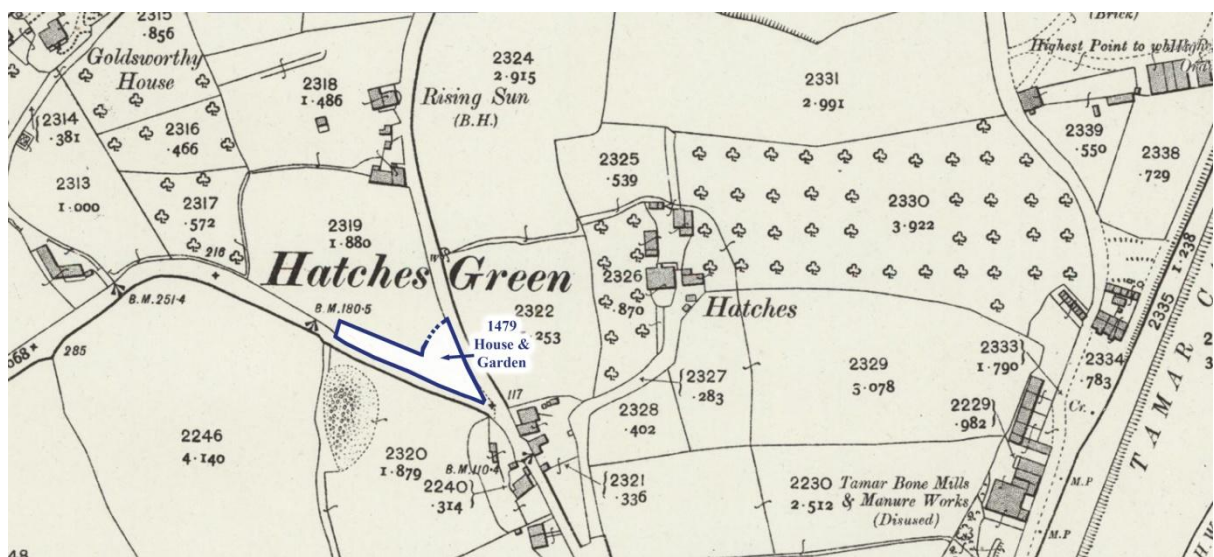 2315
·856
Goldsworthy
House
2314
·381
2316
·466
2313
1·000
2317
·572
216
2318
1·486
2319
1·880
2324
2·915
Rising Sun
(B.H.)
W
Hatches Green
B.M.251·4
B.M.180·5
285
1479
House &
Garden
117
2325
·539
2326
·870
2322
·253
Hatches
2327
·283
2328
·402
2246
4·140
2320
1·879
B.M.110·4
2240
·314
2321
·336
2331
2·991
2330
3·922
2329
3·078
(Brick)
Highest Point to
2339
·550
2338
·729
1·238
2335
2333
1·790
2334
·783
Cr.
2229
·982
2230
2·512
Tamar Bone Mills
& Manure Works
(Disused)
M.P
M.P
TAMAR
48